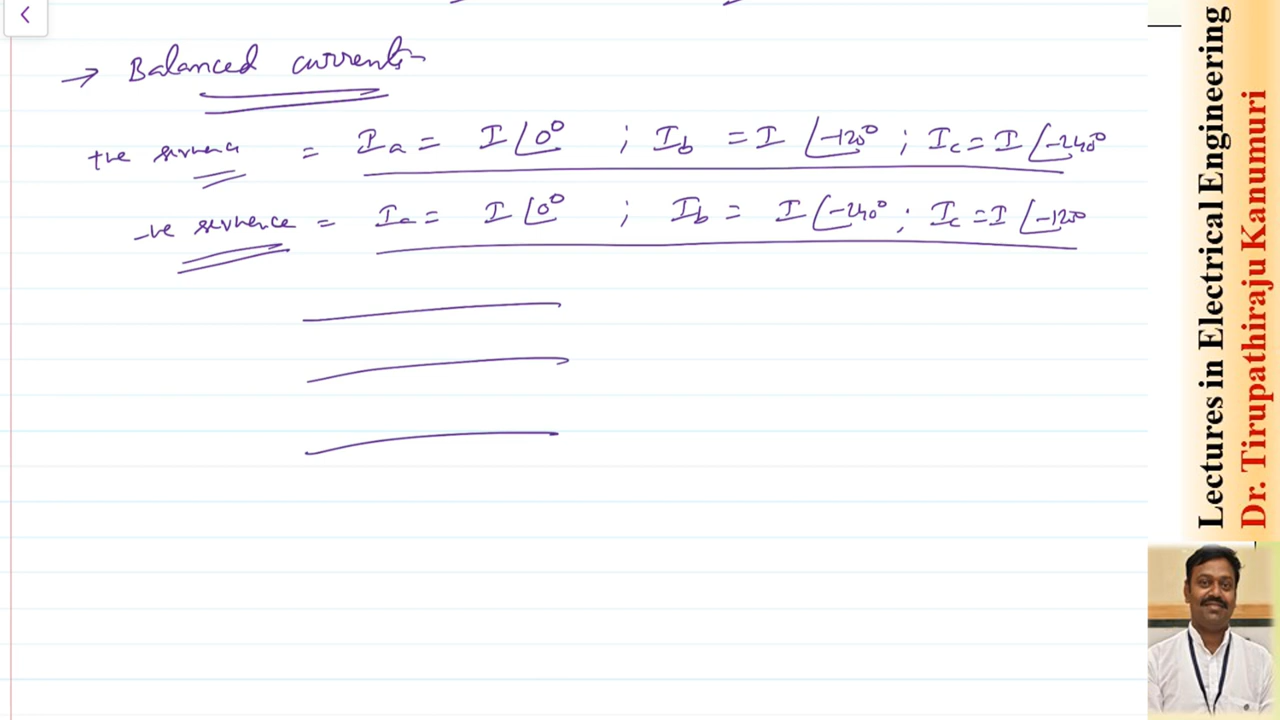 → Balanced currents
+ve sequence = Ia = I∠0° ; Ib = I∠-120° ; Ic = I∠-240°
-ve sequence = Ia = I∠0° ; Ib = I∠-240° ; Ic = I∠-120°
Lectures in Electrical Engineering
Dr. Tirupathiraju Kanumuri